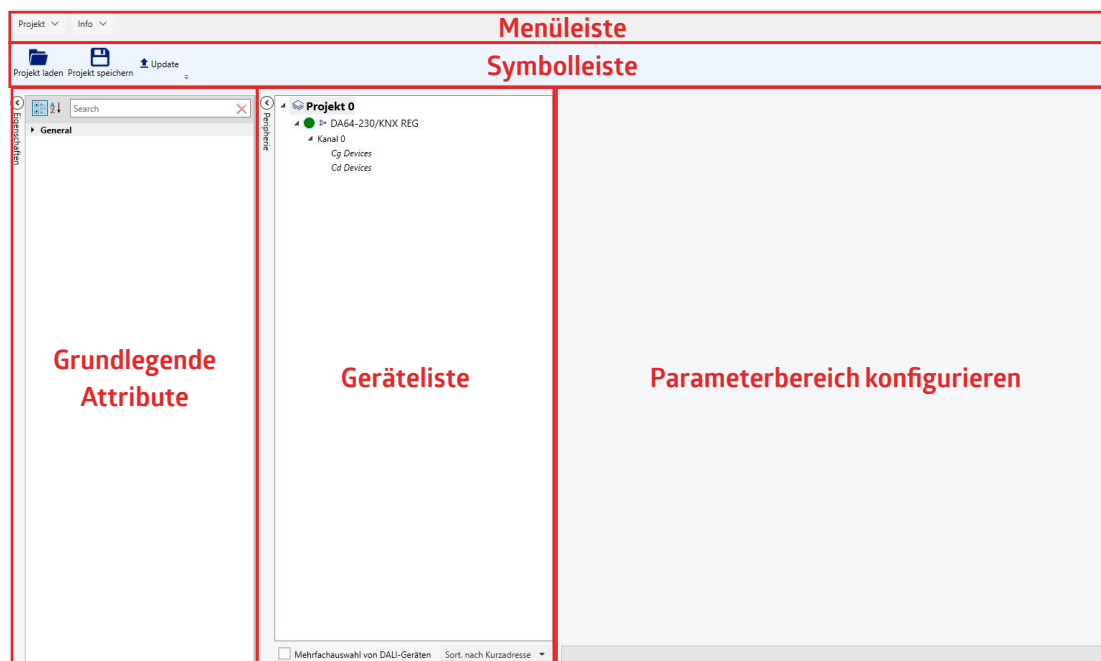 Projekt Info
Menüleiste
Projekt laden Projekt speichern Update
Symbolleiste
Eigenschaften
Search
General
Grundlegende
Attribute
Peripherie
Projekt 0
DA64-230/KNX REG
Kanal 0
Cg Devices
Cd Devices
Geräteliste
Mehrfachauswahl von DALI-Geräten Sort. nach Kurzadresse
Parameterbereich konfigurieren